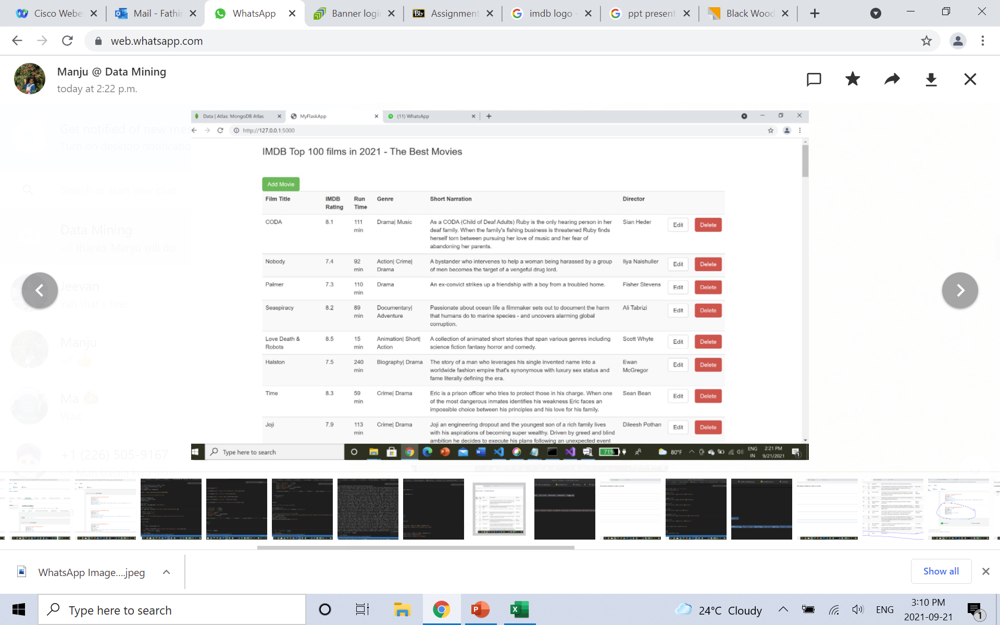 Cisco Webe
Mail - Fathir
WhatsApp
Banner login
Bb Assignment
imdb logo -
ppt present
Black Wood
web.whatsapp.com
Manju @ Data Mining
today at 2:22 p.m.
Get notified of new mes
Turn on desktop notificatio
Search or start new chat
Data Mining
thanks Manju will do
Jeevan
Yah that's fine
Manju
Ma
Wait
+1 (226) 505-9167
Data | Atlas: MongoDB Atlas
MyFlaskApp
(11) WhatsApp
http://127.0.0.1:5000
IMDB Top 100 films in 2021 - The Best Movies
Add Movie
Film Title IMDB Run Genre Short Narration Director
Rating Time
CODA 8.1 111 Drama| Music As a CODA (Child of Deaf Adults) Ruby is the only hearing person in her Sian Heder Edit Delete
min deaf family. When the family's fishing business is threatened Ruby finds
herself torn between pursuing her love of music and her fear of
abandoning her parents.
Nobody 7.4 92 Action| Crime| A bystander who intervenes to help a woman being harassed by a group Ilya Naishuller Edit Delete
min Drama of men becomes the target of a vengeful drug lord.
Palmer 7.3 110 Drama An ex-convict strikes up a friendship with a boy from a troubled home. Fisher Stevens Edit Delete
min
Seaspiracy 8.2 89 Documentary| Passionate about ocean life a filmmaker sets out to document the harm Ali Tabrizi Edit Delete
min Adventure that humans do to marine species - and uncovers alarming global
corruption.
Love Death & 8.5 15 Animation| Short| A collection of animated short stories that span various genres including Scott Whyte Edit Delete
Robots min Action science fiction fantasy horror and comedy.
Halston 7.5 240 Biography| Drama The story of a man who leverages his single invented name into a Ewan Edit Delete
min worldwide fashion empire that's synonymous with luxury sex status and McGregor
fame literally defining the era.
Time 8.3 59 Crime| Drama Eric is a prison officer who tries to protect those in his charge. When one Sean Bean Edit Delete
min of the most dangerous inmates identifies his weakness Eric faces an
impossible choice between his principles and his love for his family.
Joji 7.9 113 Crime| Drama Joji an engineering dropout and the youngest son of a rich family lives Dileesh Pothan Edit Delete
min with his aspirations of becoming super wealthy. Driven by greed and blind
ambition he decides to execute his plans following an unexpected event
Type here to search
71%
80°F
ENG
IN
2:21 PM
9/21/2021
1
WhatsApp Image....jpeg
Show all
Type here to search
24°C Cloudy
ENG
3:10 PM
2021-09-21
1